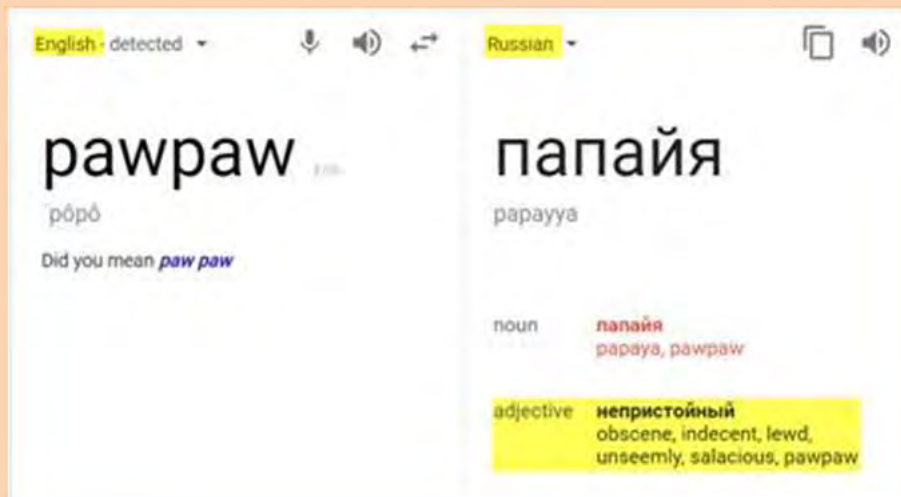 English - detected
Russian
pawpaw
pôpô
Did you mean paw paw
папайя
papayya
noun папайя
papaya, pawpaw
adjective непристойный
obscene, indecent, lewd,
unseemly, salacious, pawpaw